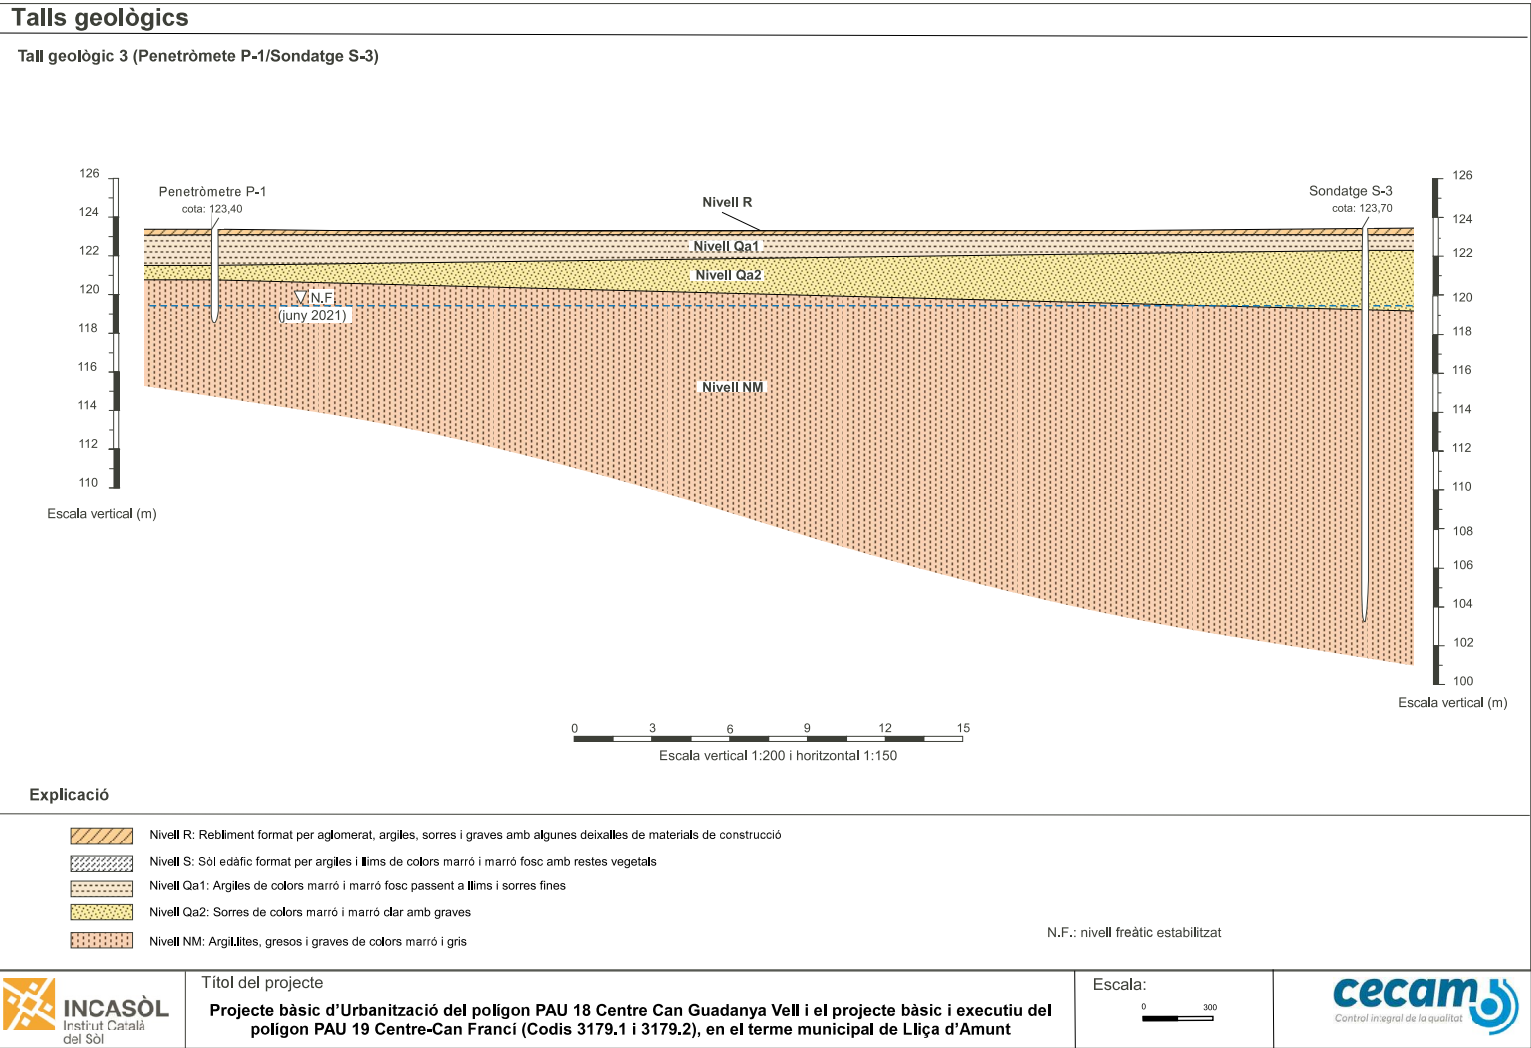 Talls geològics
Tall geològic 3 (Penetròmete P-1/Sondatge S-3)
126
124
122
120
118
116
114
112
110
Escala vertical (m)
Penetròmetre P-1
cota: 123,40
Nivell R
Nivell Qa1
Nivell Qa2
N.F.
(juny 2021)
Nivell NM
Sondatge S-3
cota: 123,70
126
124
122
120
118
116
114
112
110
108
106
104
102
100
Escala vertical (m)
0 3 6 9 12 15
Escala vertical 1:200 i horitzontal 1:150
Explicació
Nivell R: Rebliment format per aglomerat, argiles, sorres i graves amb algunes deixalles de materials de construcció
Nivell S: Sòl edàfic format per argiles i llims de colors marró i marró fosc amb restes vegetals
Nivell Qa1: Argiles de colors marró i marró fosc passent a llims i sorres fines
Nivell Qa2: Sorres de colors marró i marró clar amb graves
Nivell NM: Argil.lites, gresos i graves de colors marró i gris
N.F.: nivell freàtic estabilitzat
INCASÒL
Institut Català
del Sòl
Títol del projecte
Projecte bàsic d'Urbanització del polígon PAU 18 Centre Can Guadanya Vell i el projecte bàsic i executiu del
polígon PAU 19 Centre-Can Francí (Codis 3179.1 i 3179.2), en el terme municipal de Lliça d'Amunt
Escala:
0 300
cecam
Control integral de la qualitat